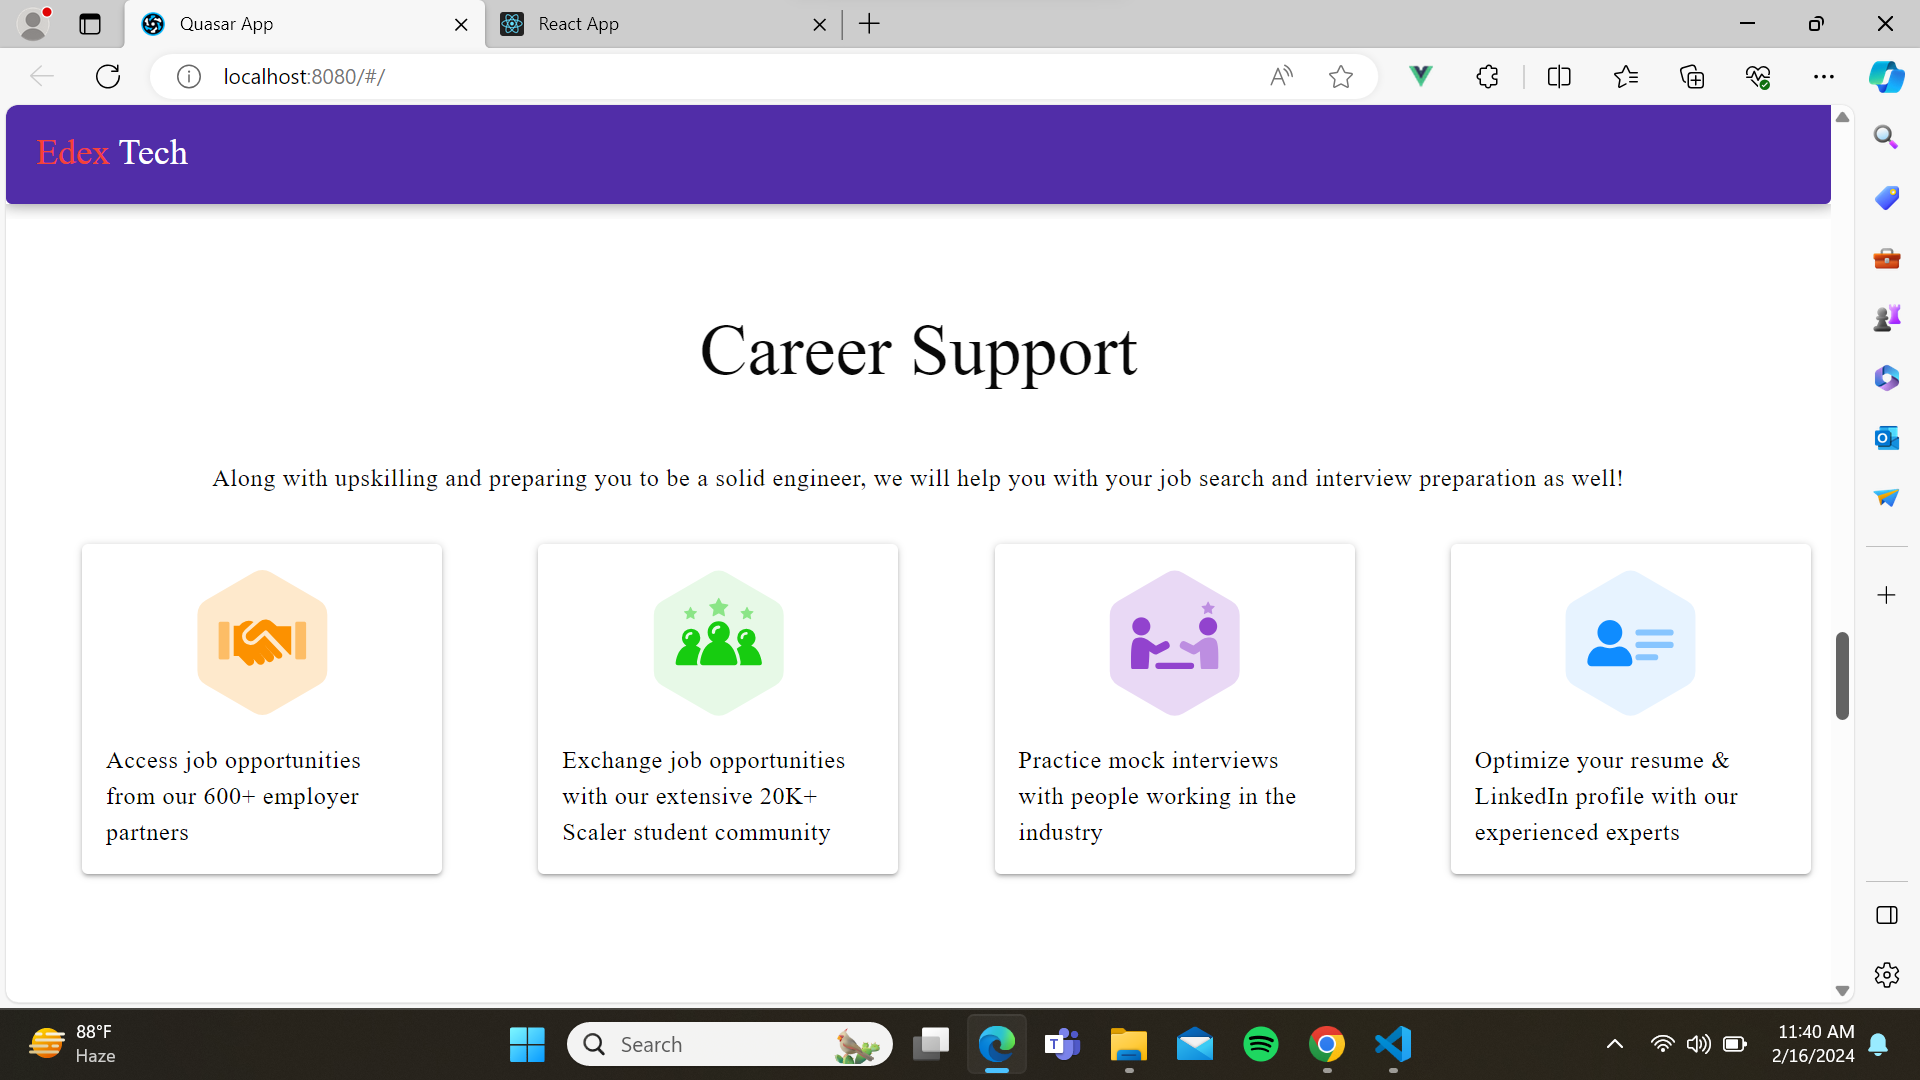 Quasar App
React App
localhost:8080/#/
Edex Tech
Career Support
Along with upskilling and preparing you to be a solid engineer, we will help you with your job search and interview preparation as well!
Access job opportunities
from our 600+ employer
partners
Exchange job opportunities
with our extensive 20K+
Scaler student community
Practice mock interviews
with people working in the
industry
Optimize your resume &
LinkedIn profile with our
experienced experts
88°F
Haze
Search
11:40 AM
2/16/2024